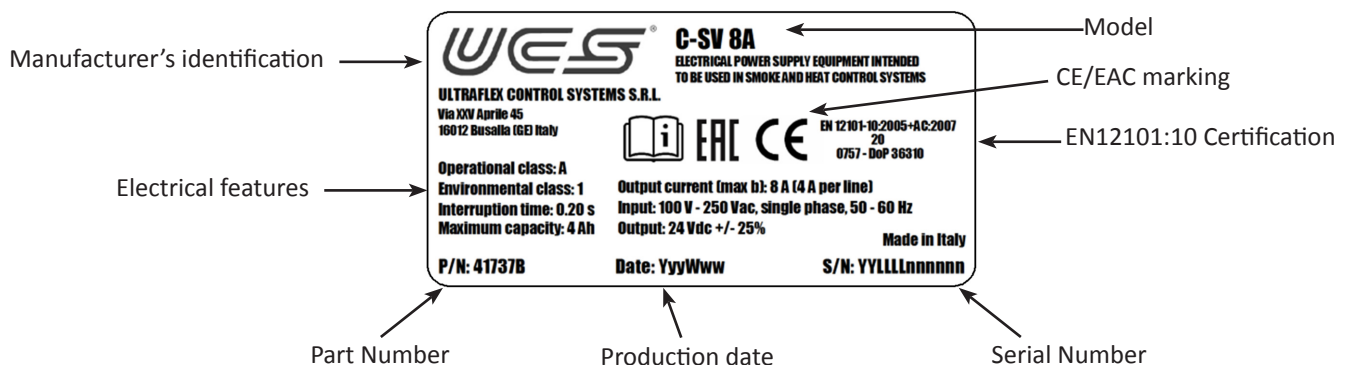 Manufacturer's identification
UCS®
C-SV 8A
Model
ELECTRICAL POWER SUPPLY EQUIPMENT INTENDED
TO BE USED IN SMOKE AND HEAT CONTROL SYSTEMS
CE/EAC marking
ULTRAFLEX CONTROL SYSTEMS S.R.L.
Via XXV Aprile 45
16012 Busalla (GE) Italy
i
EAC
CE
EN 12101-10:2005+AC:2007
20
0757 - DoP 36310
EN12101:10 Certification
Electrical features
Operational class: A
Environmental class: 1
Interruption time: 0.20 s
Maximum capacity: 4 Ah
Output current (max b): 8 A (4 A per line)
Input: 100 V - 250 Vac, single phase, 50 - 60 Hz
Output: 24 Vdc +/- 25%
Made in Italy
P/N: 41737B
Date: YyyWww
S/N: YYLLLLnnnnnn
Part Number
Production date
Serial Number